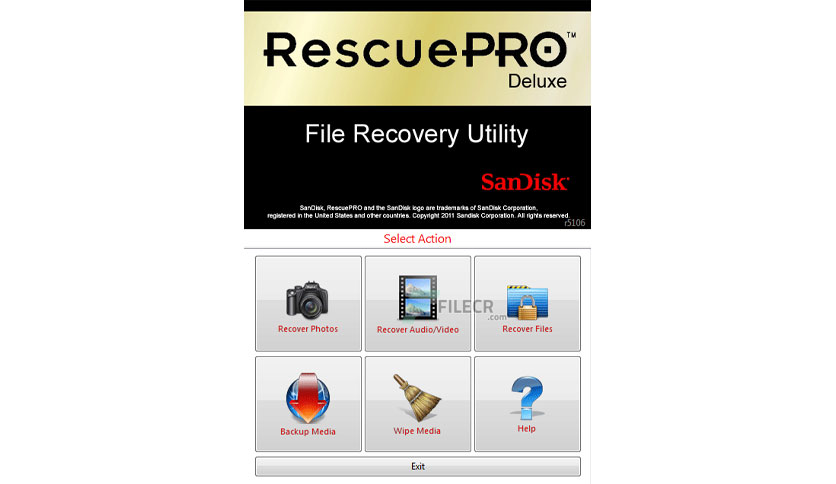 RescuePRO™
Deluxe
File Recovery Utility
SanDisk®
SanDisk, RescuePRO and the SanDisk logo are trademarks of SanDisk Corporation,
registered in the United States and other countries. Copyright 2011 Sandisk Corporation. All rights reserved.
r5106
Select Action
FILECR
.com
Recover Photos
Recover Audio/Video
Recover Files
Backup Media
Wipe Media
Help
Exit